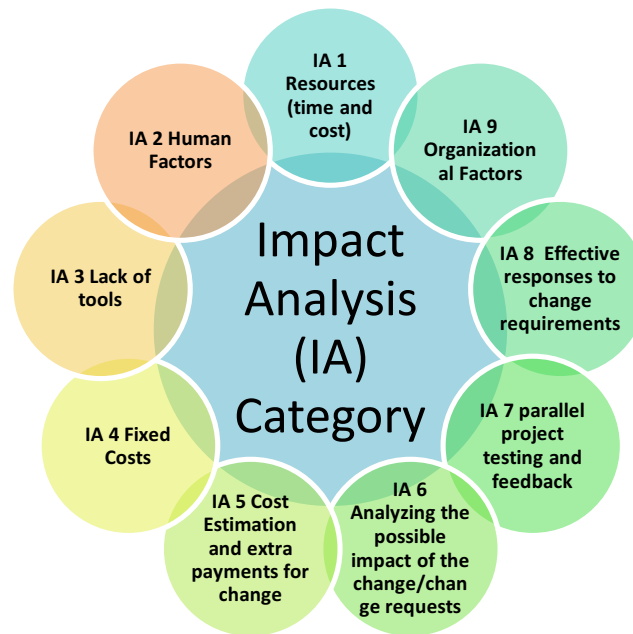 Impact
Analysis
(IA)
Category
IA 1
Resources
(time and
cost)
IA 2 Human
Factors
IA 3 Lack of
tools
IA 4 Fixed
Costs
IA 5 Cost
Estimation
and extra
payments for
change
IA 6
Analyzing the
possible
impact of the
change/chan
ge requests
IA 7 parallel
project
testing and
feedback
IA 8  Effective
responses to
change
requirements
IA 9
Organization
al Factors